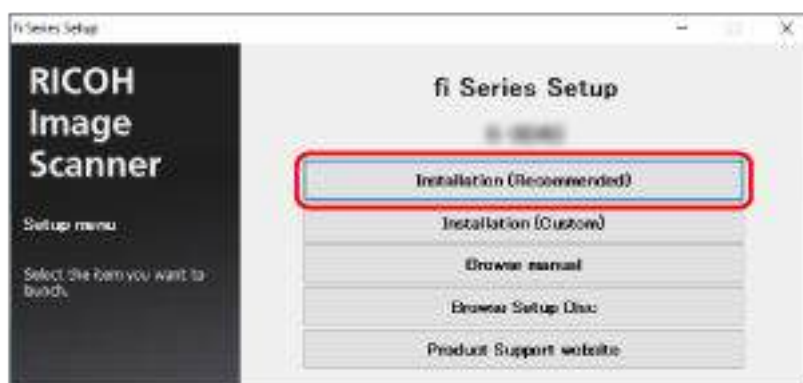 fi Series Setup
RICOH
Image
Scanner
Setup menu
Select the item you want to
launch.
fi Series Setup
Installation (Recommended)
Installation (Custom)
Browse manual
Browse Setup Disc
Product Support website